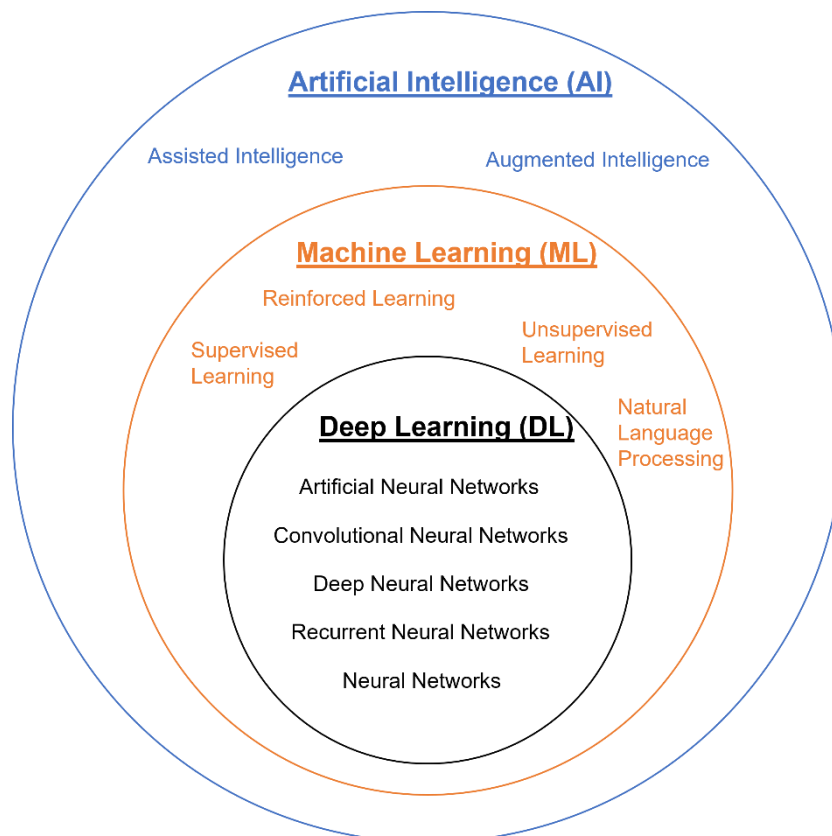 Artificial Intelligence (AI)
Assisted Intelligence
Augmented Intelligence
Machine Learning (ML)
Reinforced Learning
Supervised
Learning
Unsupervised
Learning
Natural
Language
Processing
Deep Learning (DL)
Artificial Neural Networks
Convolutional Neural Networks
Deep Neural Networks
Recurrent Neural Networks
Neural Networks